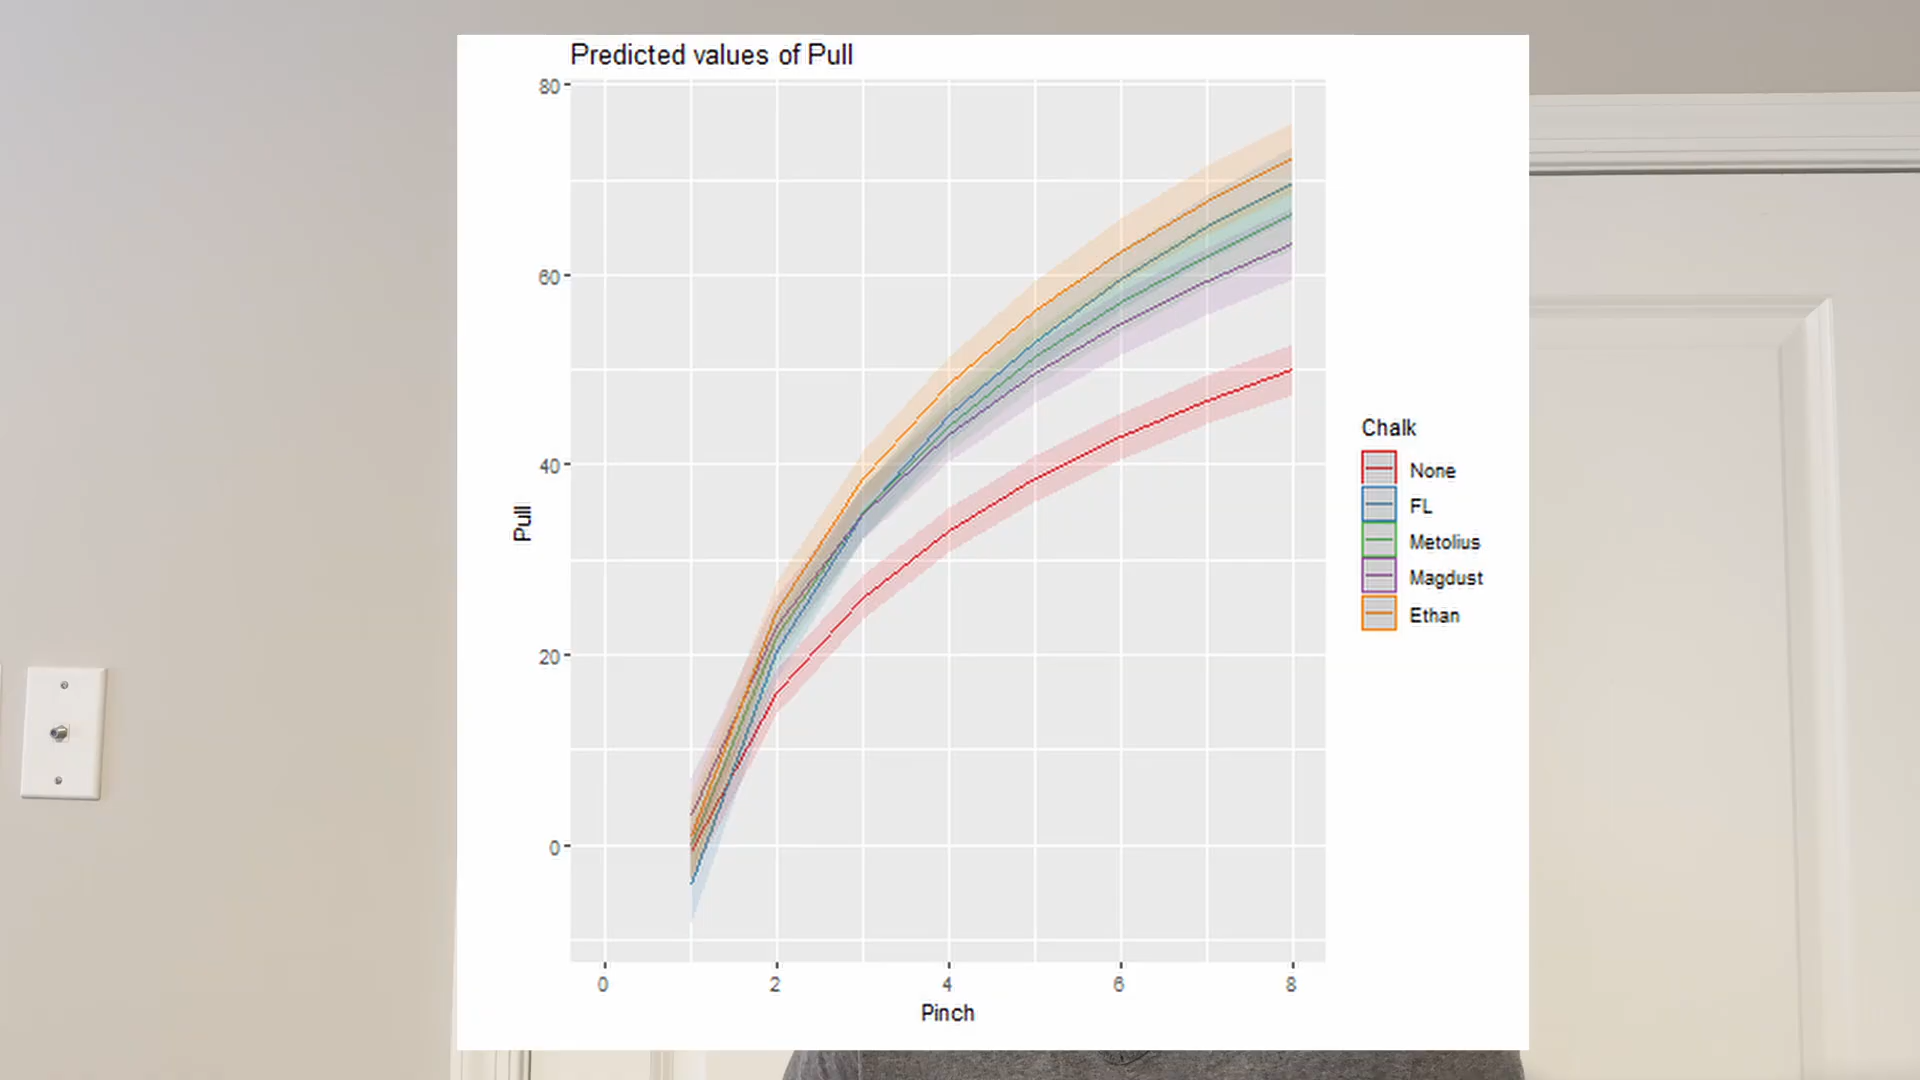 Predicted values of Pull
80
60
40
20
0
Pull
0 2 4 6 8
Pinch
Chalk
None
FL
Metolius
Magdust
Ethan